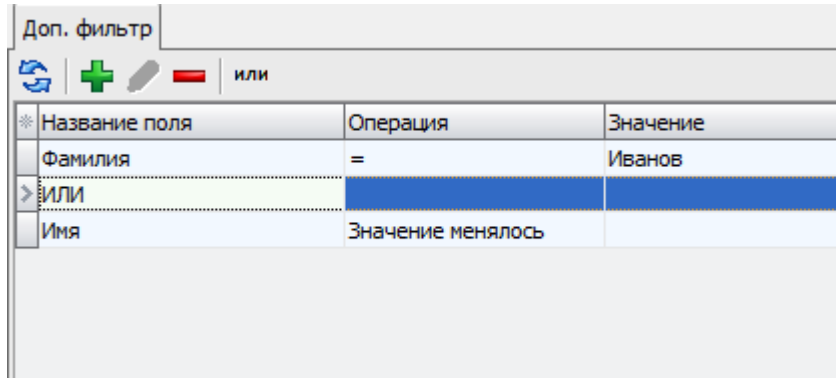 Доп. фильтр
или
Название поля Операция Значение
Фамилия = Иванов
ИЛИ
Имя Значение менялось